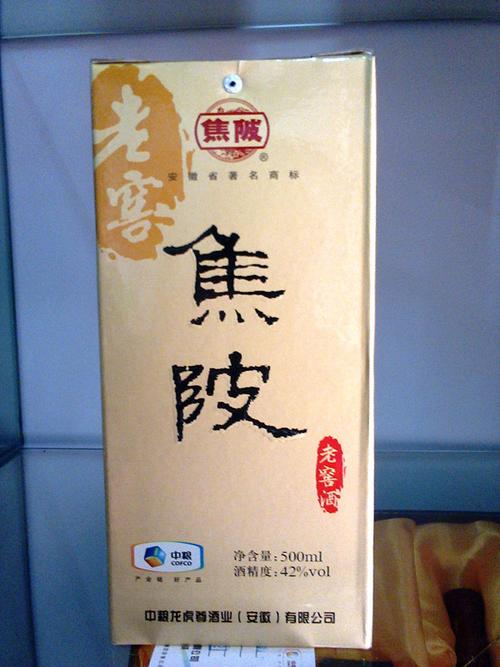 老窖
焦陂
®
安徽省著名商标
焦陂
老窖酒
中粮
COFCO
产业链 好产品
净含量:500ml
酒精度:42%vol
中粮龙虎尊酒业(安徽)有限公司